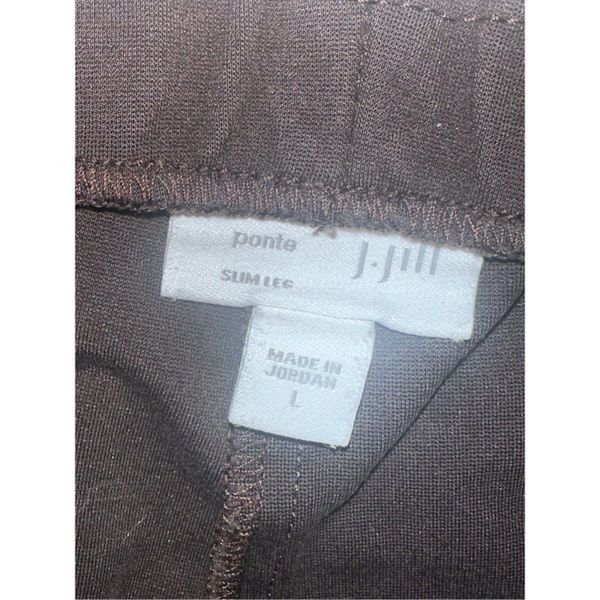 ponte J.Jill
SLIM LEG
MADE IN
JORDAN
L